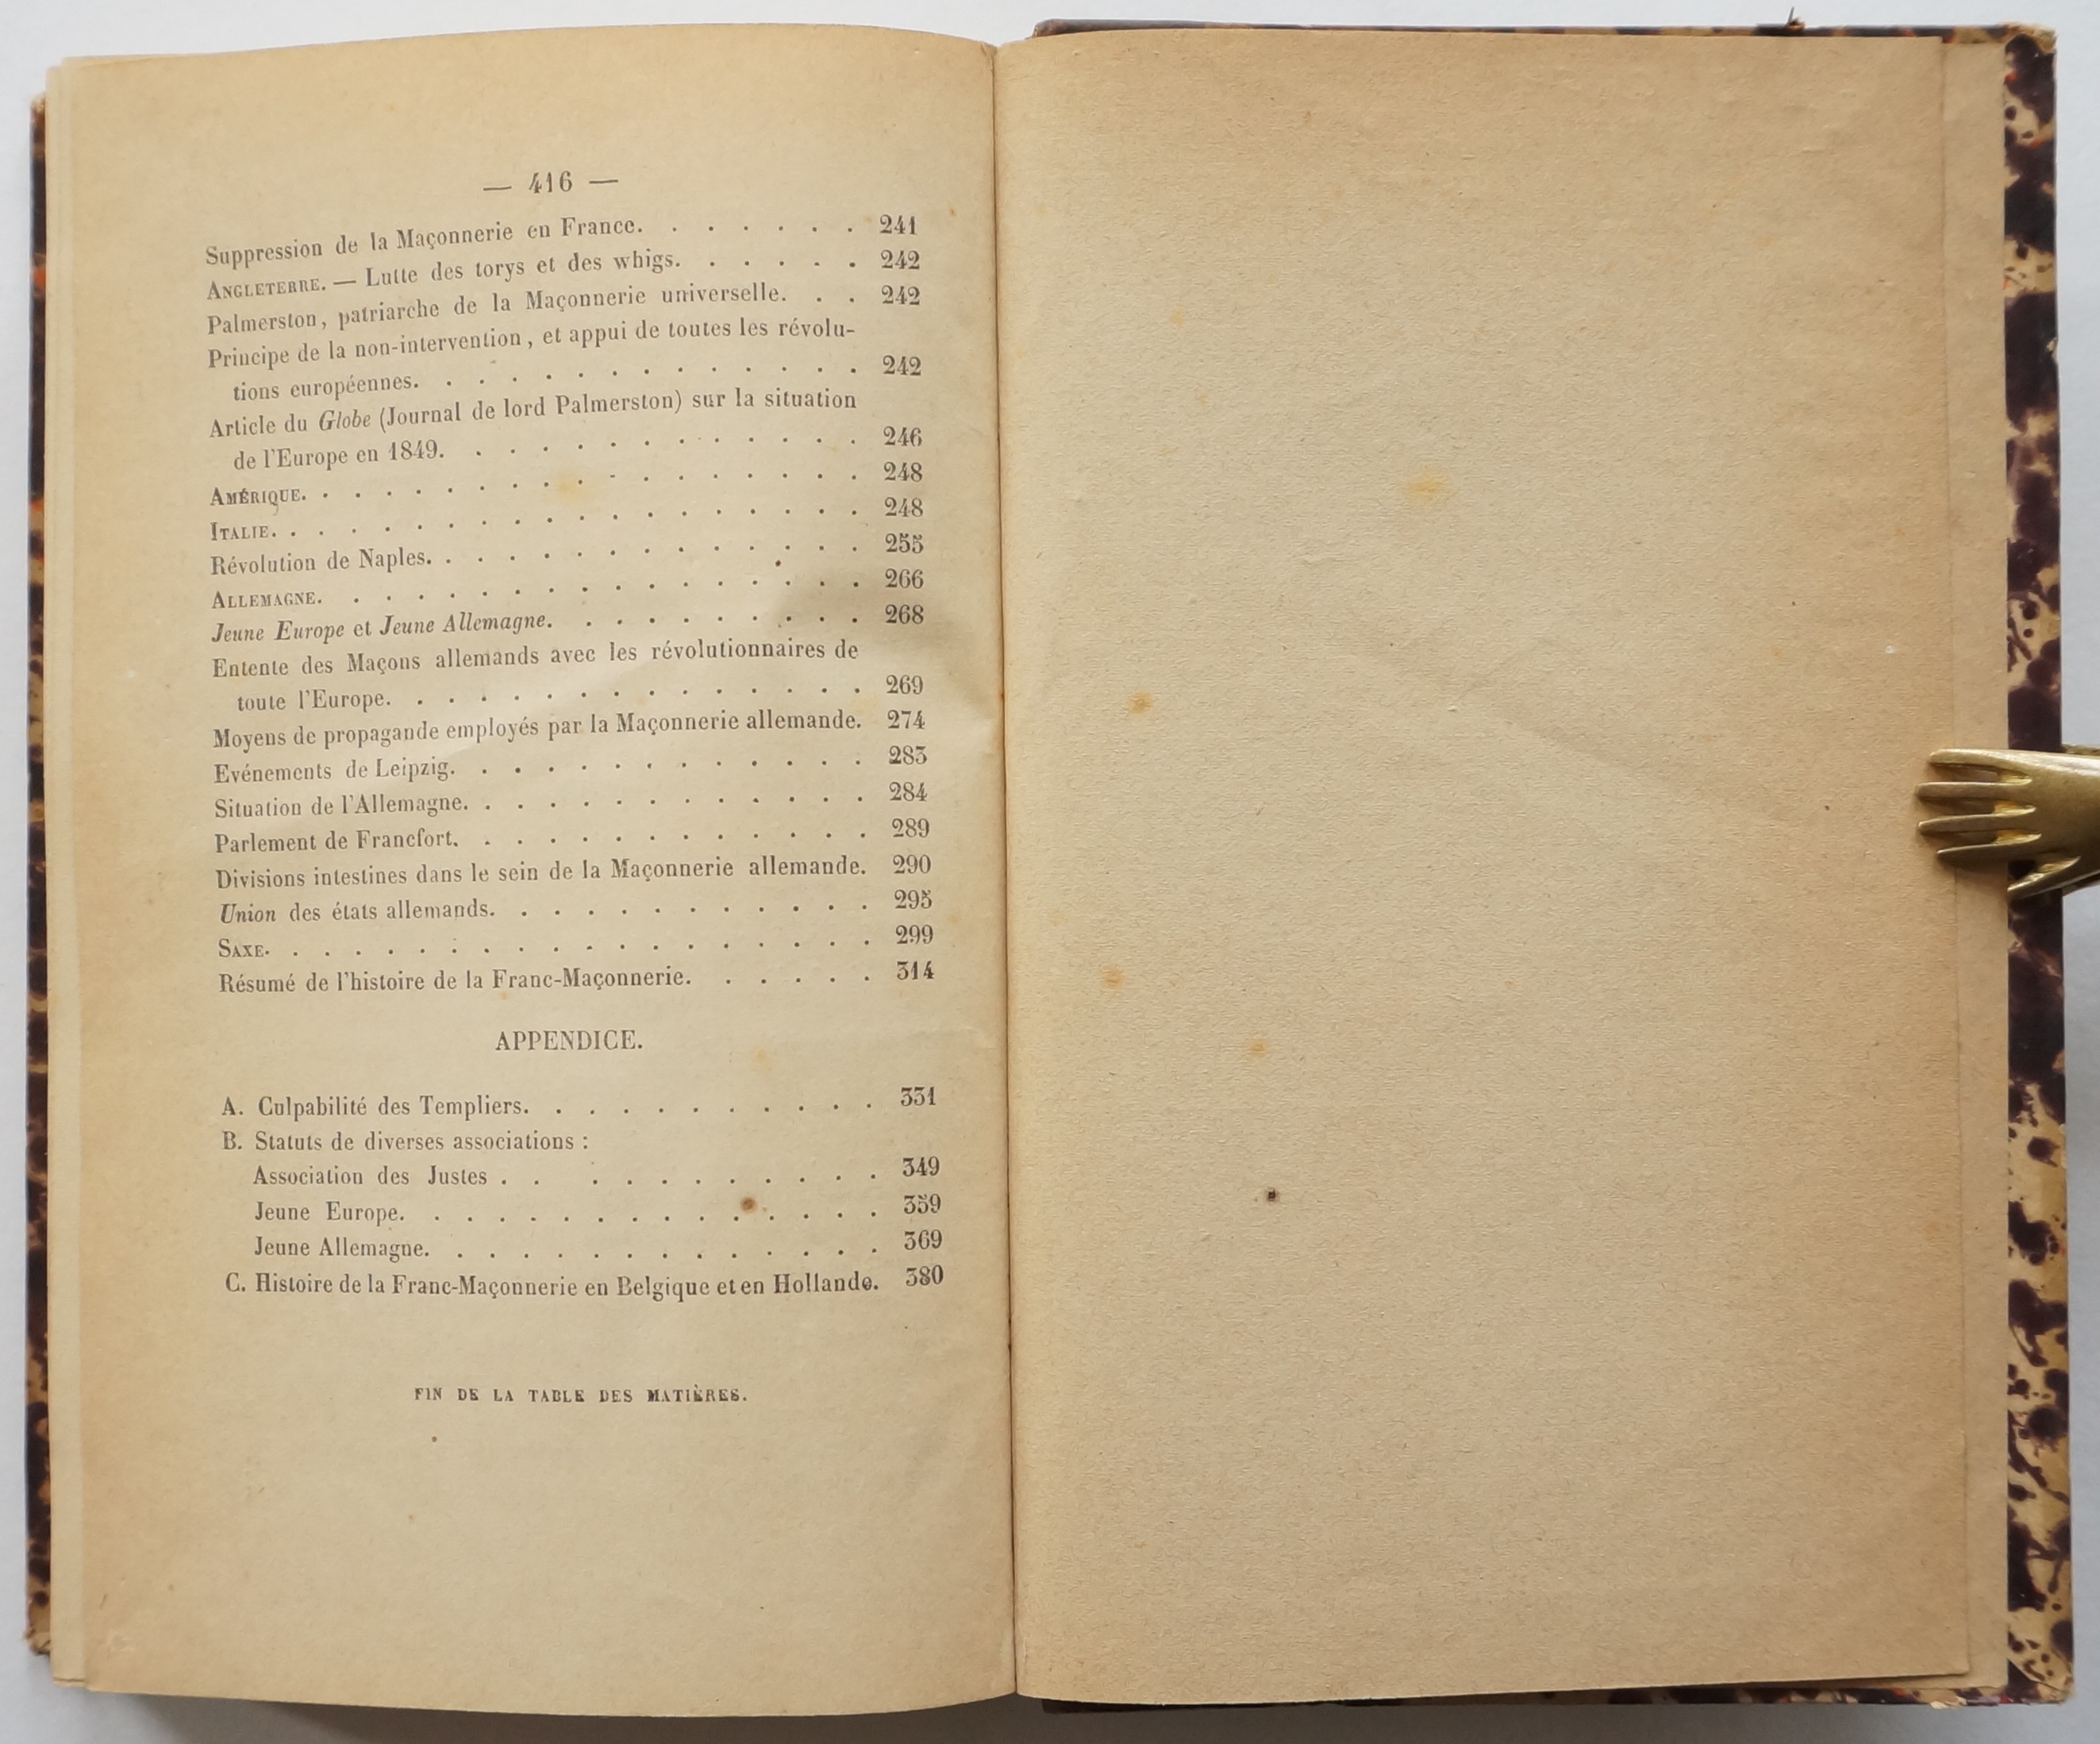 — 416 —
Suppression de la Maçonnerie en France. . . . . . . 241
ANGLETERRE. — Lutte des torys et des whigs. . . . . . 242
Palmerston, patriarche de la Maçonnerie universelle. . . 242
Principe de la non-intervention, et appui de toutes les révolu-
tions européennes. . . . . . . . . . . . . . . 242
Article du Globe (Journal de lord Palmerston) sur la situation
de l'Europe en 1849. . . . . . . . . . . . . . 246
AMÉRIQUE. . . . . . . . . . . . . . . . . . 248
ITALIE. . . . . . . . . . . . . . . . . . . 248
Révolution de Naples. . . . . . . . . . . . . . . 255
ALLEMAGNE. . . . . . . . . . . . . . . . . . 266
Jeune Europe et Jeune Allemagne. . . . . . . . . . 268
Entente des Maçons allemands avec les révolutionnaires de
toute l'Europe. . . . . . . . . . . . . . . . 269
Moyens de propagande employés par la Maçonnerie allemande. 274
Evénements de Leipzig. . . . . . . . . . . . . . 283
Situation de l'Allemagne. . . . . . . . . . . . . . 284
Parlement de Francfort. . . . . . . . . . . . . . 289
Divisions intestines dans le sein de la Maçonnerie allemande. 290
Union des états allemands. . . . . . . . . . . . . 295
SAXE. . . . . . . . . . . . . . . . . . . . 299
Résumé de l'histoire de la Franc-Maçonnerie. . . . . . 314
APPENDICE.
A. Culpabilité des Templiers. . . . . . . . . . . . 331
B. Statuts de diverses associations :
Association des Justes . . . . . . . . . . . . 349
Jeune Europe. . . . . . . . . . . . . . . . 359
Jeune Allemagne. . . . . . . . . . . . . . . 369
C. Histoire de la Franc-Maçonnerie en Belgique et en Hollande. 380
FIN DE LA TABLE DES MATIÈRES.